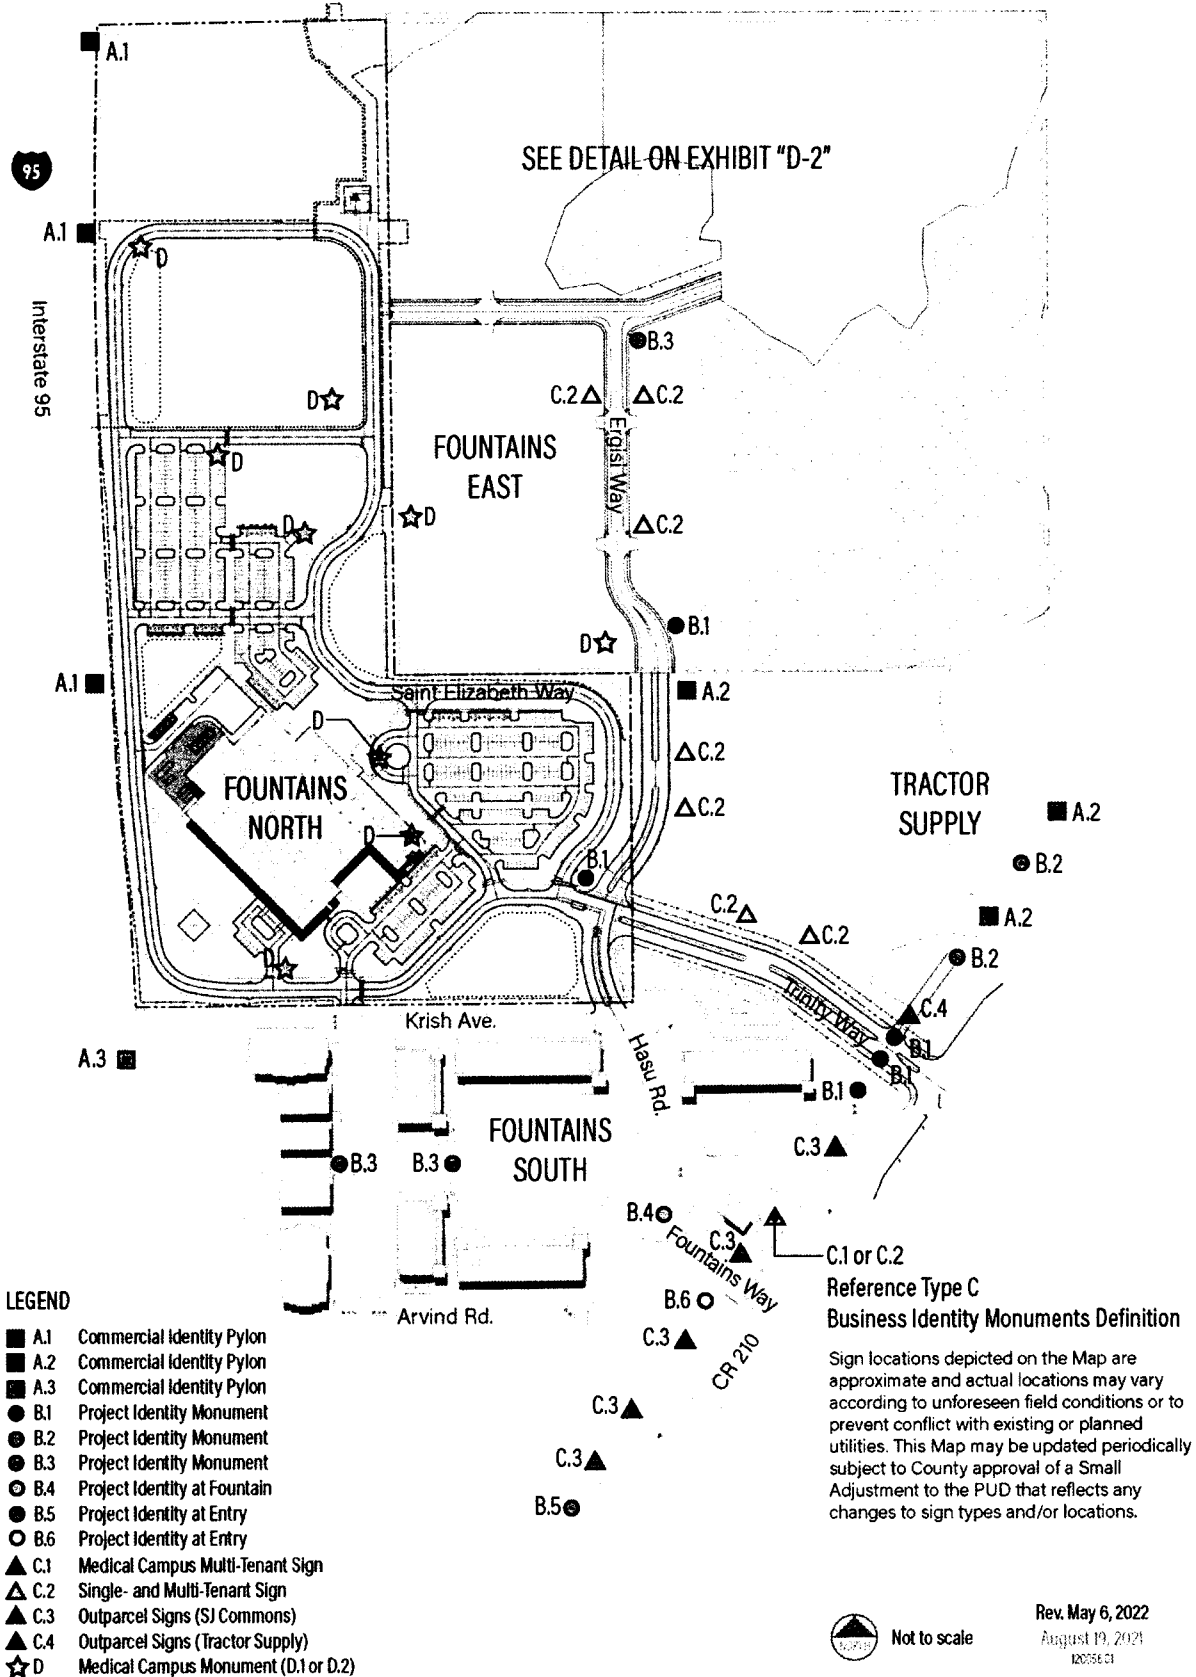 A.1
SEE DETAIL ON EXHIBIT "D-2"
95
A.1
D
Interstate 95
B.3
D
C.2
C.2
Ergisi Way
FOUNTAINS
EAST
D
D
D
C.2
B.1
D
A.1
Saint Elizabeth Way
A.2
D
C.2
TRACTOR
SUPPLY
FOUNTAINS
NORTH
C.2
A.2
D
B.1
B.2
C.2
A.2
C.2
B.2
D
Trinity Way
C.4
Krish Ave.
Hasu Rd.
B.1
A.3
B.1
B.1
FOUNTAINS
SOUTH
C.3
B.3
B.3
B.4
Fountains Way
C.3
C.1 or C.2
B.6
Reference Type C
Business Identity Monuments Definition
Arvind Rd.
C.3
CR 210
Sign locations depicted on the Map are
approximate and actual locations may vary
according to unforeseen field conditions or to
prevent conflict with existing or planned
utilities. This Map may be updated periodically
subject to County approval of a Small
Adjustment to the PUD that reflects any
changes to sign types and/or locations.
C.3
C.3
B.5
LEGEND
A.1 Commercial Identity Pylon
A.2 Commercial Identity Pylon
A.3 Commercial Identity Pylon
B.1 Project Identity Monument
B.2 Project Identity Monument
B.3 Project Identity Monument
B.4 Project Identity at Fountain
B.5 Project Identity at Entry
B.6 Project Identity at Entry
C.1 Medical Campus Multi-Tenant Sign
C.2 Single- and Multi-Tenant Sign
C.3 Outparcel Signs (SJ Commons)
C.4 Outparcel Signs (Tractor Supply)
D Medical Campus Monument (D.1 or D.2)
NORTH
Not to scale
Rev. May 6, 2022
August 19, 2021